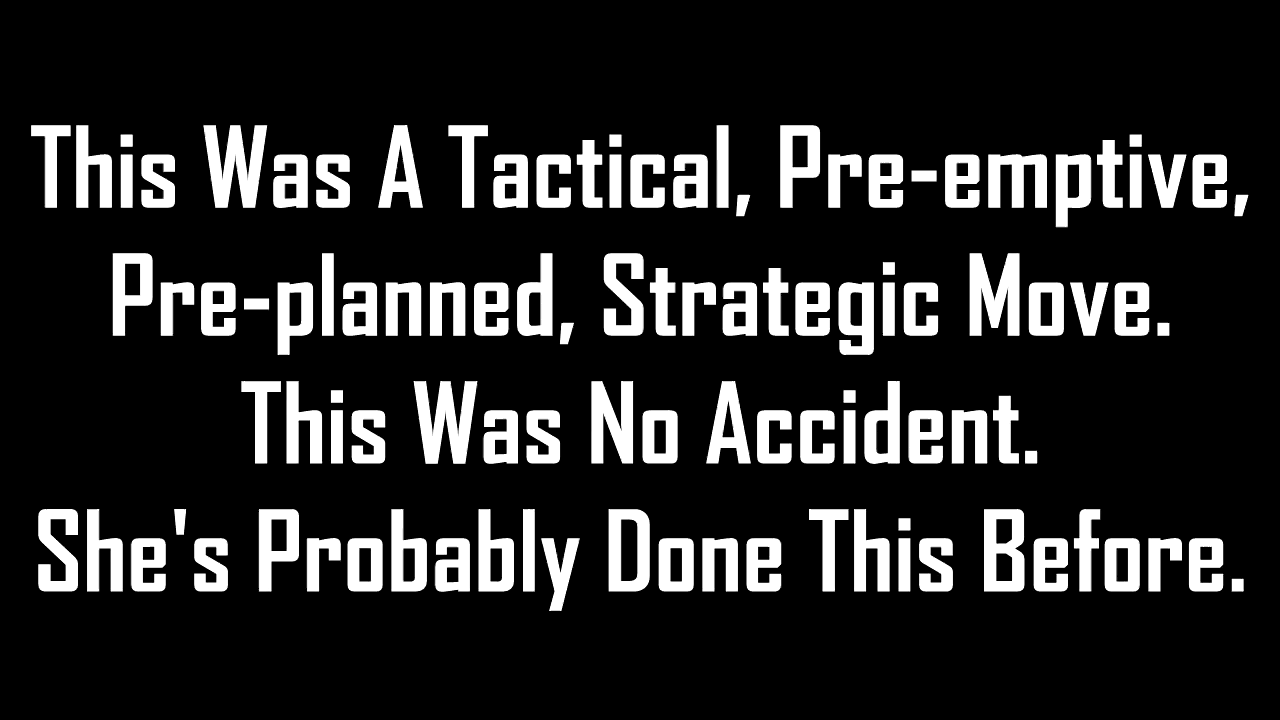 This Was A Tactical, Pre-emptive,
Pre-planned, Strategic Move.
This Was No Accident.
She's Probably Done This Before.